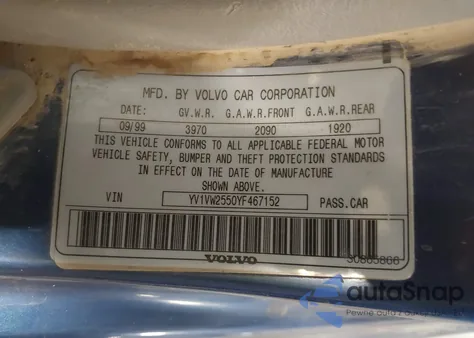 MFD. BY VOLVO CAR CORPORATION
DATE: GV.W.R. G.A.W.R.FRONT G.A.W.R.REAR
09/99 3970 2090 1920
THIS VEHICLE CONFORMS TO ALL APPLICABLE FEDERAL MOTOR
VEHICLE SAFETY, BUMPER AND THEFT PROTECTION STANDARDS
IN EFFECT ON THE DATE OF MANUFACTURE
SHOWN ABOVE.
VIN YV1VW2550YF467152 PASS.CAR
VOLVO
autoSnap